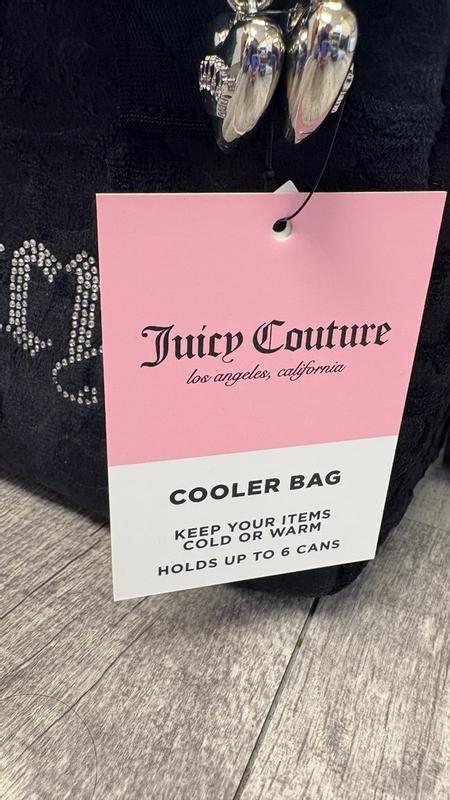 Juicy Couture
los angeles, california
COOLER BAG
KEEP YOUR ITEMS
COLD OR WARM
HOLDS UP TO 6 CANS